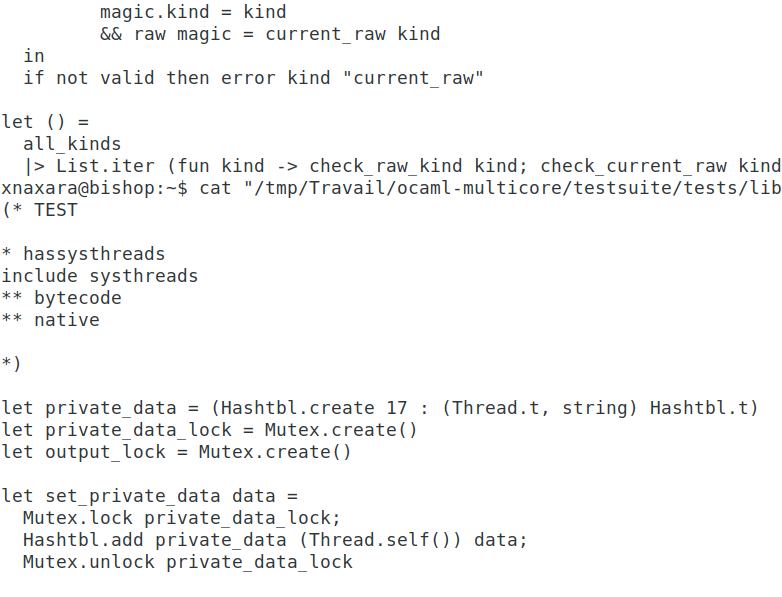 magic.kind = kind
&& raw magic = current_raw kind
in
if not valid then error kind "current_raw"
let () =
all_kinds
|> List.iter (fun kind -> check_raw_kind kind; check_current_raw kind
xnaxara@bishop:~$ cat "/tmp/Travail/ocaml-multicore/testsuite/tests/lib
(* TEST
* hassysthreads
include systhreads
** bytecode
** native
*)
let private_data = (Hashtbl.create 17 : (Thread.t, string) Hashtbl.t)
let private_data_lock = Mutex.create()
let output_lock = Mutex.create()
let set_private_data data =
Mutex.lock private_data_lock;
Hashtbl.add private_data (Thread.self()) data;
Mutex.unlock private_data_lock